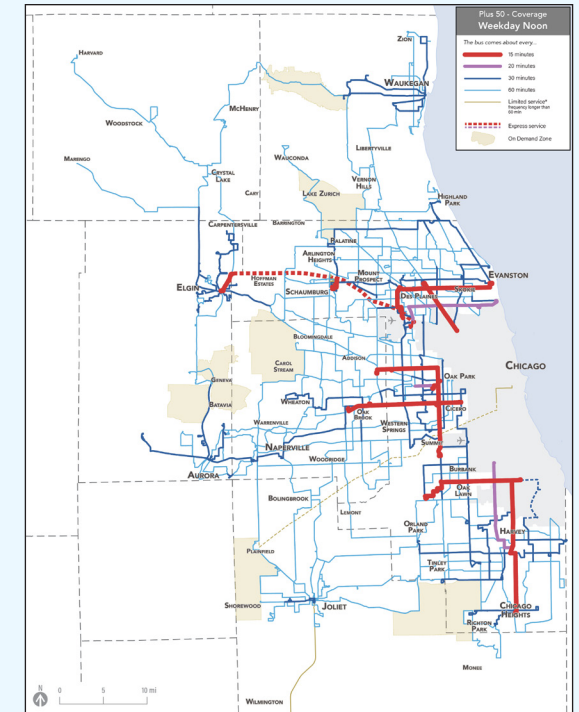 Plus 50 - Coverage
Weekday Noon
The bus comes about every...
15 minutes
20 minutes
30 minutes
60 minutes
Limited service*
frequency longer than
60 min
Express service
On Demand Zone
ZION
HARVARD
WAUKEGAN
MCHENRY
WOODSTOCK
LIBERTYVILLE
MARENGO
WAUCONDA
CRYSTAL
LAKE
VERNON
HILLS
CARY
LAKE ZURICH
HIGHLAND
PARK
CARPENTERSVILLE
BARRINGTON
PALATINE
ARLINGTON
HEIGHTS
MOUNT
PROSPECT
EVANSTON
ELGIN
HOFFMAN
ESTATES
SCHAUMBURG
DES PLAINES
SKOKIE
BLOOMINGDALE
ADDISON
CHICAGO
CAROL
STREAM
OAK PARK
GENEVA
WHEATON
BATAVIA
OAK
BROOK
CICERO
WARRENVILLE
WESTERN
SPRINGS
SUMMIT
NAPERVILLE
WOODRIDGE
AURORA
BURBANK
OAK
LAWN
BOLINGBROOK
LEMONT
ORLAND
PARK
HARVEY
PLAINFIELD
TINLEY
PARK
SHOREWOOD
JOLIET
CHICAGO
HEIGHTS
RICHTON
PARK
MONEE
N
0 5 10 mi
WILMINGTON